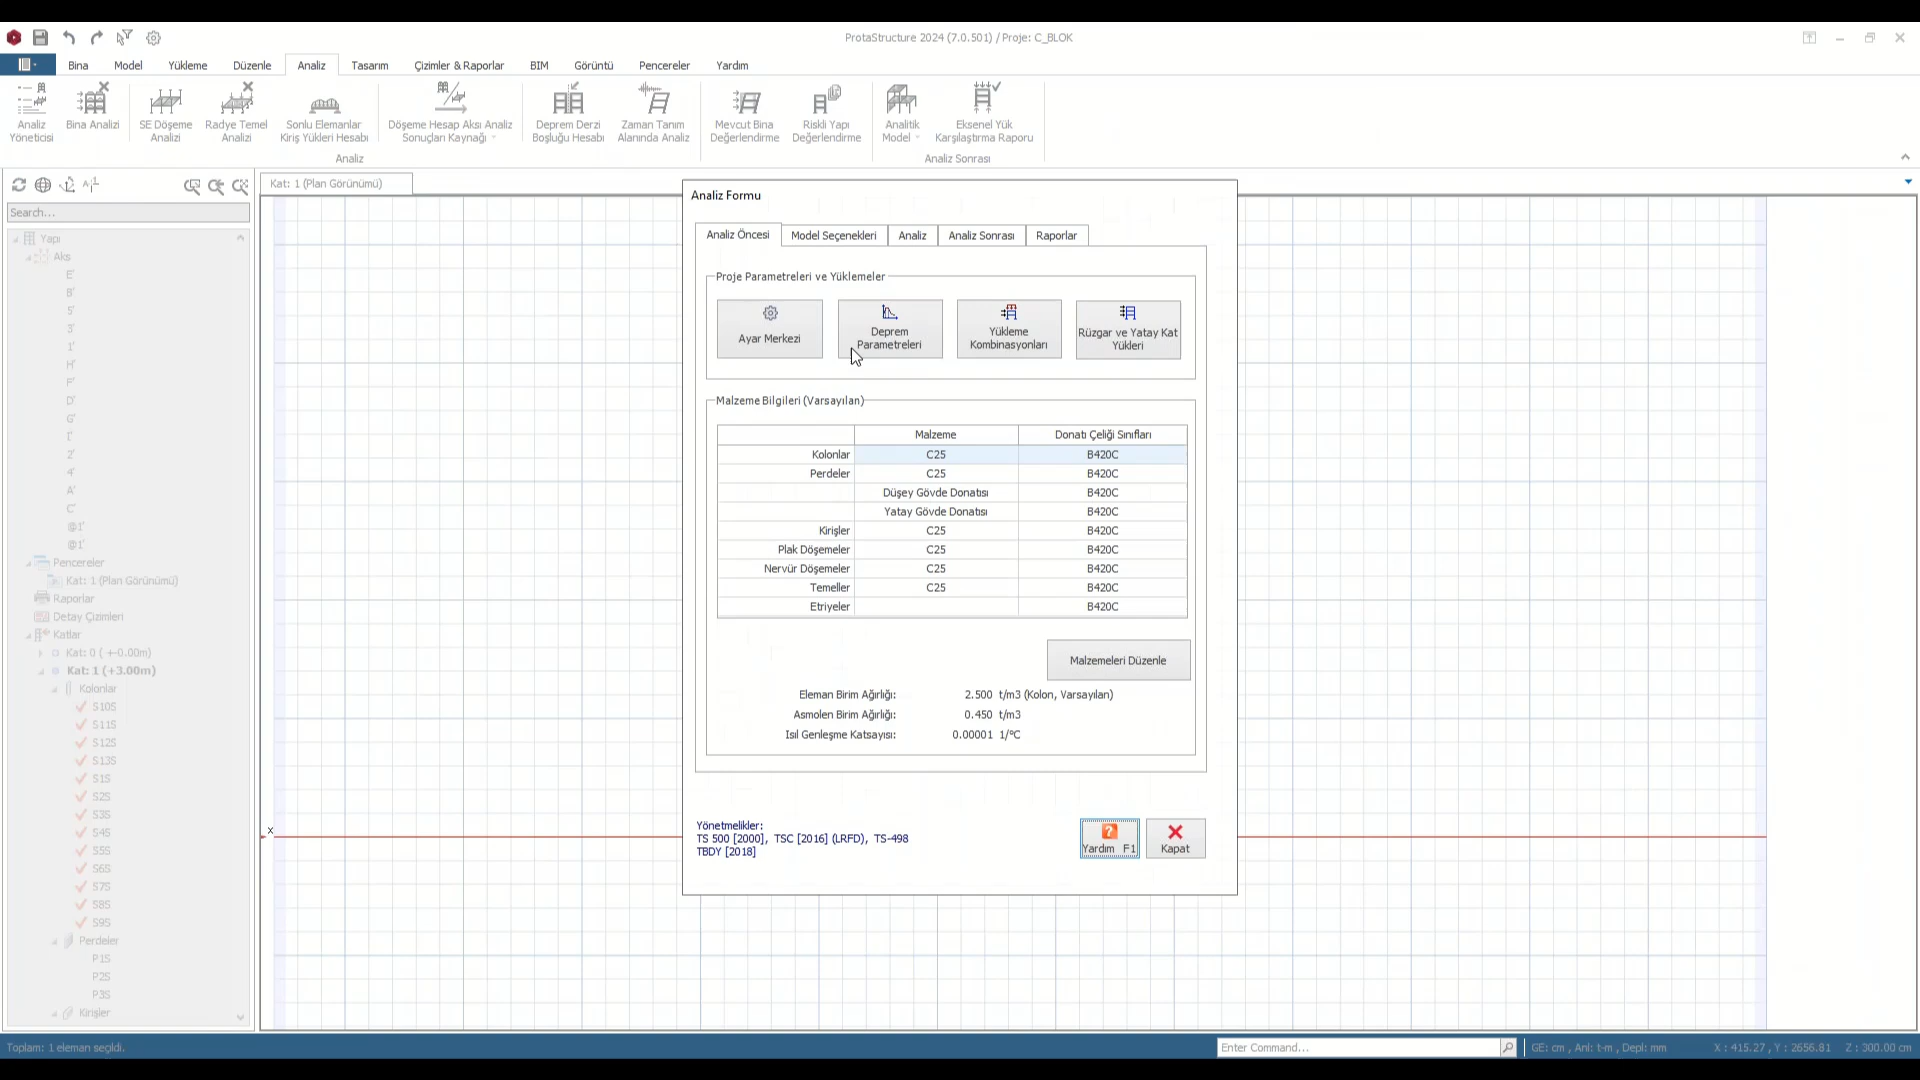 ProtaStructure 2024 (7.0.501) / Proje: C_BLOK
Bina Model Yükleme Düzenle Analiz Tasarım Çizimler & Raporlar BIM Görüntü Pencereler Yardım
Analiz Yöneticisi
Bina Analizi
SE Döşeme Analizi
Radye Temel Analizi
Sonlu Elemanlar Kiriş Yükleri Hesabı
Döşeme Hesap Aksı Analiz Sonuçları Kaynağı
Deprem Derzi Boşluğu Hesabı
Zaman Tanım Alanında Analiz
Mevcut Bina Değerlendirme
Riskli Yapı Değerlendirme
Analitik Model
Eksenel Yük Karşılaştırma Raporu
Analiz
Analiz Sonrası
Kat: 1 (Plan Görünümü)
Search...
Yapı
Aks
E'
B'
5'
3'
1'
H'
F'
D'
G'
I'
2'
4'
A'
C'
@1'
@1'
Pencereler
Kat: 1 (Plan Görünümü)
Raporlar
Detay Çizimleri
Katlar
Kat: 0 ( +-0.00m)
Kat: 1 (+3.00m)
Kolonlar
S10S
S11S
S12S
S13S
S1S
S2S
S3S
S4S
S5S
S6S
S7S
S8S
S9S
Perdeler
P1S
P2S
P3S
Kirişler
x
Analiz Formu
Analiz Öncesi Model Seçenekleri Analiz Analiz Sonrası Raporlar
Proje Parametreleri ve Yüklemeler
Ayar Merkezi
Deprem Parametreleri
Yükleme Kombinasyonları
Rüzgar ve Yatay Kat Yükleri
Malzeme Bilgileri (Varsayılan)
Malzeme Donatı Çeliği Sınıfları
Kolonlar C25 B420C
Perdeler C25 B420C
Düşey Gövde Donatısı B420C
Yatay Gövde Donatısı B420C
Kirişler C25 B420C
Plak Döşemeler C25 B420C
Nervür Döşemeler C25 B420C
Temeller C25 B420C
Etriyeler B420C
Malzemeleri Düzenle
Eleman Birim Ağırlığı: 2.500 t/m3 (Kolon, Varsayılan)
Asmolen Birim Ağırlığı: 0.450 t/m3
Isıl Genleşme Katsayısı: 0.00001 1/°C
Yönetmelikler:
TS 500 [2000], TSC [2016] (LRFD), TS-498
TBDY [2018]
Yardım F1
Kapat
Toplam: 1 eleman seçildi.
Enter Command...
GE: cm , Anl: t-m , Depl: mm
X : 415.27 , Y : 2656.81 Z : 300.00 cm